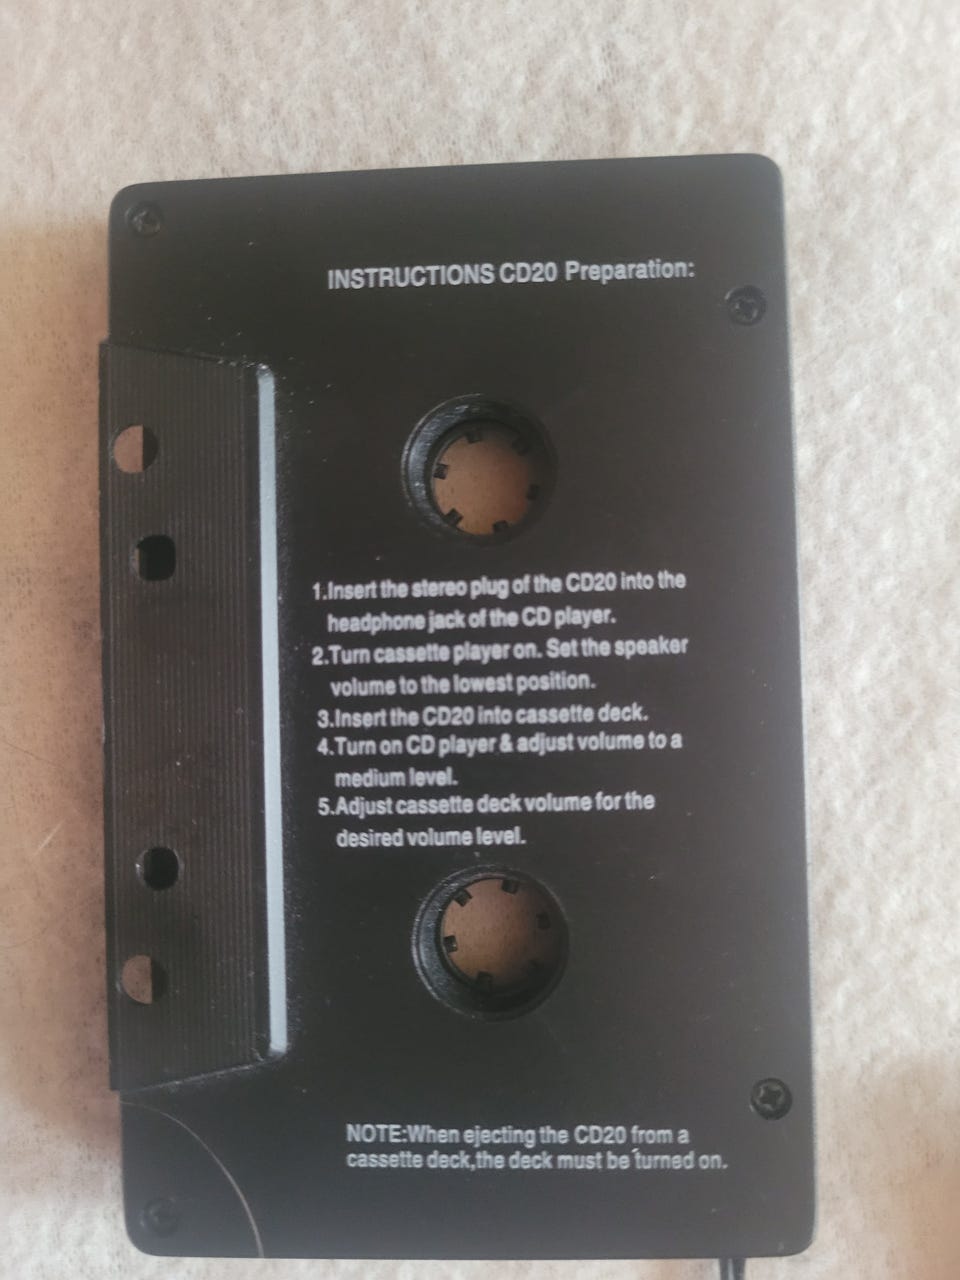 INSTRUCTIONS CD20 Preparation:
1.Insert the stereo plug of the CD20 into the
headphone jack of the CD player.
2.Turn cassette player on. Set the speaker
volume to the lowest position.
3.Insert the CD20 into cassette deck.
4.Turn on CD player & adjust volume to a
medium level.
5.Adjust cassette deck volume for the
desired volume level.
NOTE:When ejecting the CD20 from a
cassette deck,the deck must be turned on.